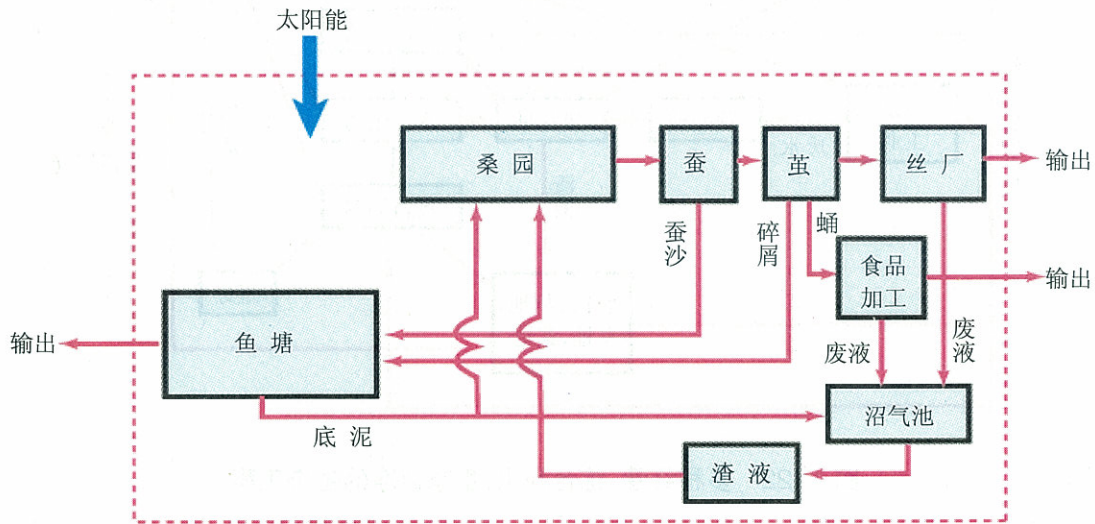 太阳能
桑园
蚕
茧
丝厂
输出
蚕沙
碎屑
蛹
食品
加工
输出
鱼塘
输出
废液
废液
底泥
沼气池
渣液